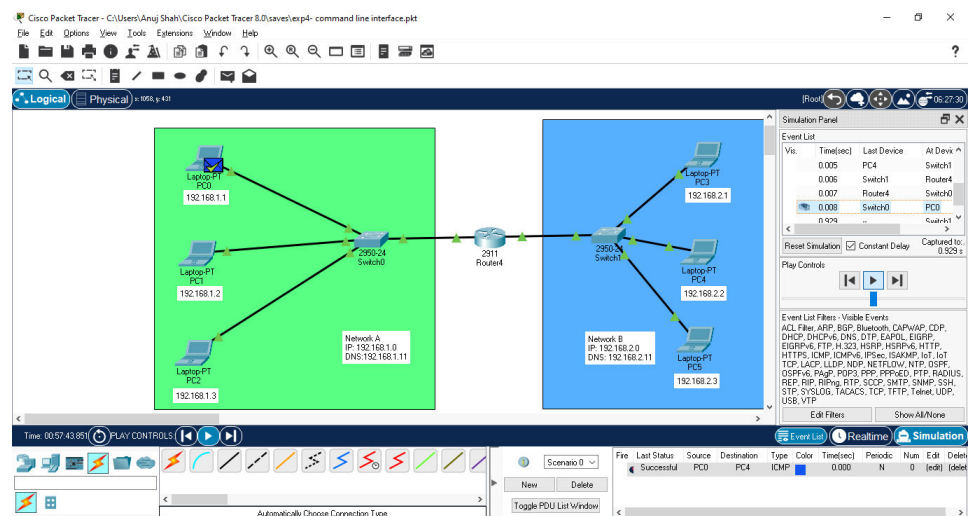 Cisco Packet Tracer - C:\Users\Anuj Shah\Cisco Packet Tracer 8.0\saves\exp4- command line interface.pkt
File Edit Options View Tools Extensions Window Help
?
Logical Physical x: 1058, y: 431 [Root] 06:27:30
Laptop-PT
PC0
192.168.1.1
Laptop-PT
PC1
192.168.1.2
Laptop-PT
PC2
192.168.1.3
2950-24
Switch0
Network A
IP: 192.168.1.0
DNS:192.168.1.11
2911
Router4
2950-24
Switch1
Laptop-PT
PC3
192.168.2.1
Laptop-PT
PC4
192.168.2.2
Laptop-PT
PC5
192.168.2.3
Network B
IP: 192.168.2.0
DNS: 192.168.2.11
Simulation Panel
Event List
Vis. Time(sec) Last Device At Devic
0.005 PC4 Switch1
0.006 Switch1 Router4
0.007 Router4 Switch0
0.008 Switch0 PC0
0.929 -- Switch1
Reset Simulation Constant Delay Captured to:
0.929 s
Play Controls
Event List Filters - Visible Events
ACL Filter, ARP, BGP, Bluetooth, CAPWAP, CDP,
DHCP, DHCPv6, DNS, DTP, EAPOL, EIGRP,
EIGRPv6, FTP, H.323, HSRP, HSRPv6, HTTP,
HTTPS, ICMP, ICMPv6, IPSec, ISAKMP, IoT, IoT
TCP, LACP, LLDP, NDP, NETFLOW, NTP, OSPF,
OSPFv6, PAgP, POP3, PPP, PPPoED, PTP, RADIUS,
REP, RIP, RIPng, RTP, SCCP, SMTP, SNMP, SSH,
STP, SYSLOG, TACACS, TCP, TFTP, Telnet, UDP,
USB, VTP
Edit Filters Show All/None
Time: 00:57:43.851 PLAY CONTROLS: Event List Realtime Simulation
Scenario 0
New Delete
Toggle PDU List Window
Fire Last Status Source Destination Type Color Time(sec) Periodic Num Edit Delet
Successful PC0 PC4 ICMP 0.000 N 0 (edit) (delet
Automatically Choose Connection Type